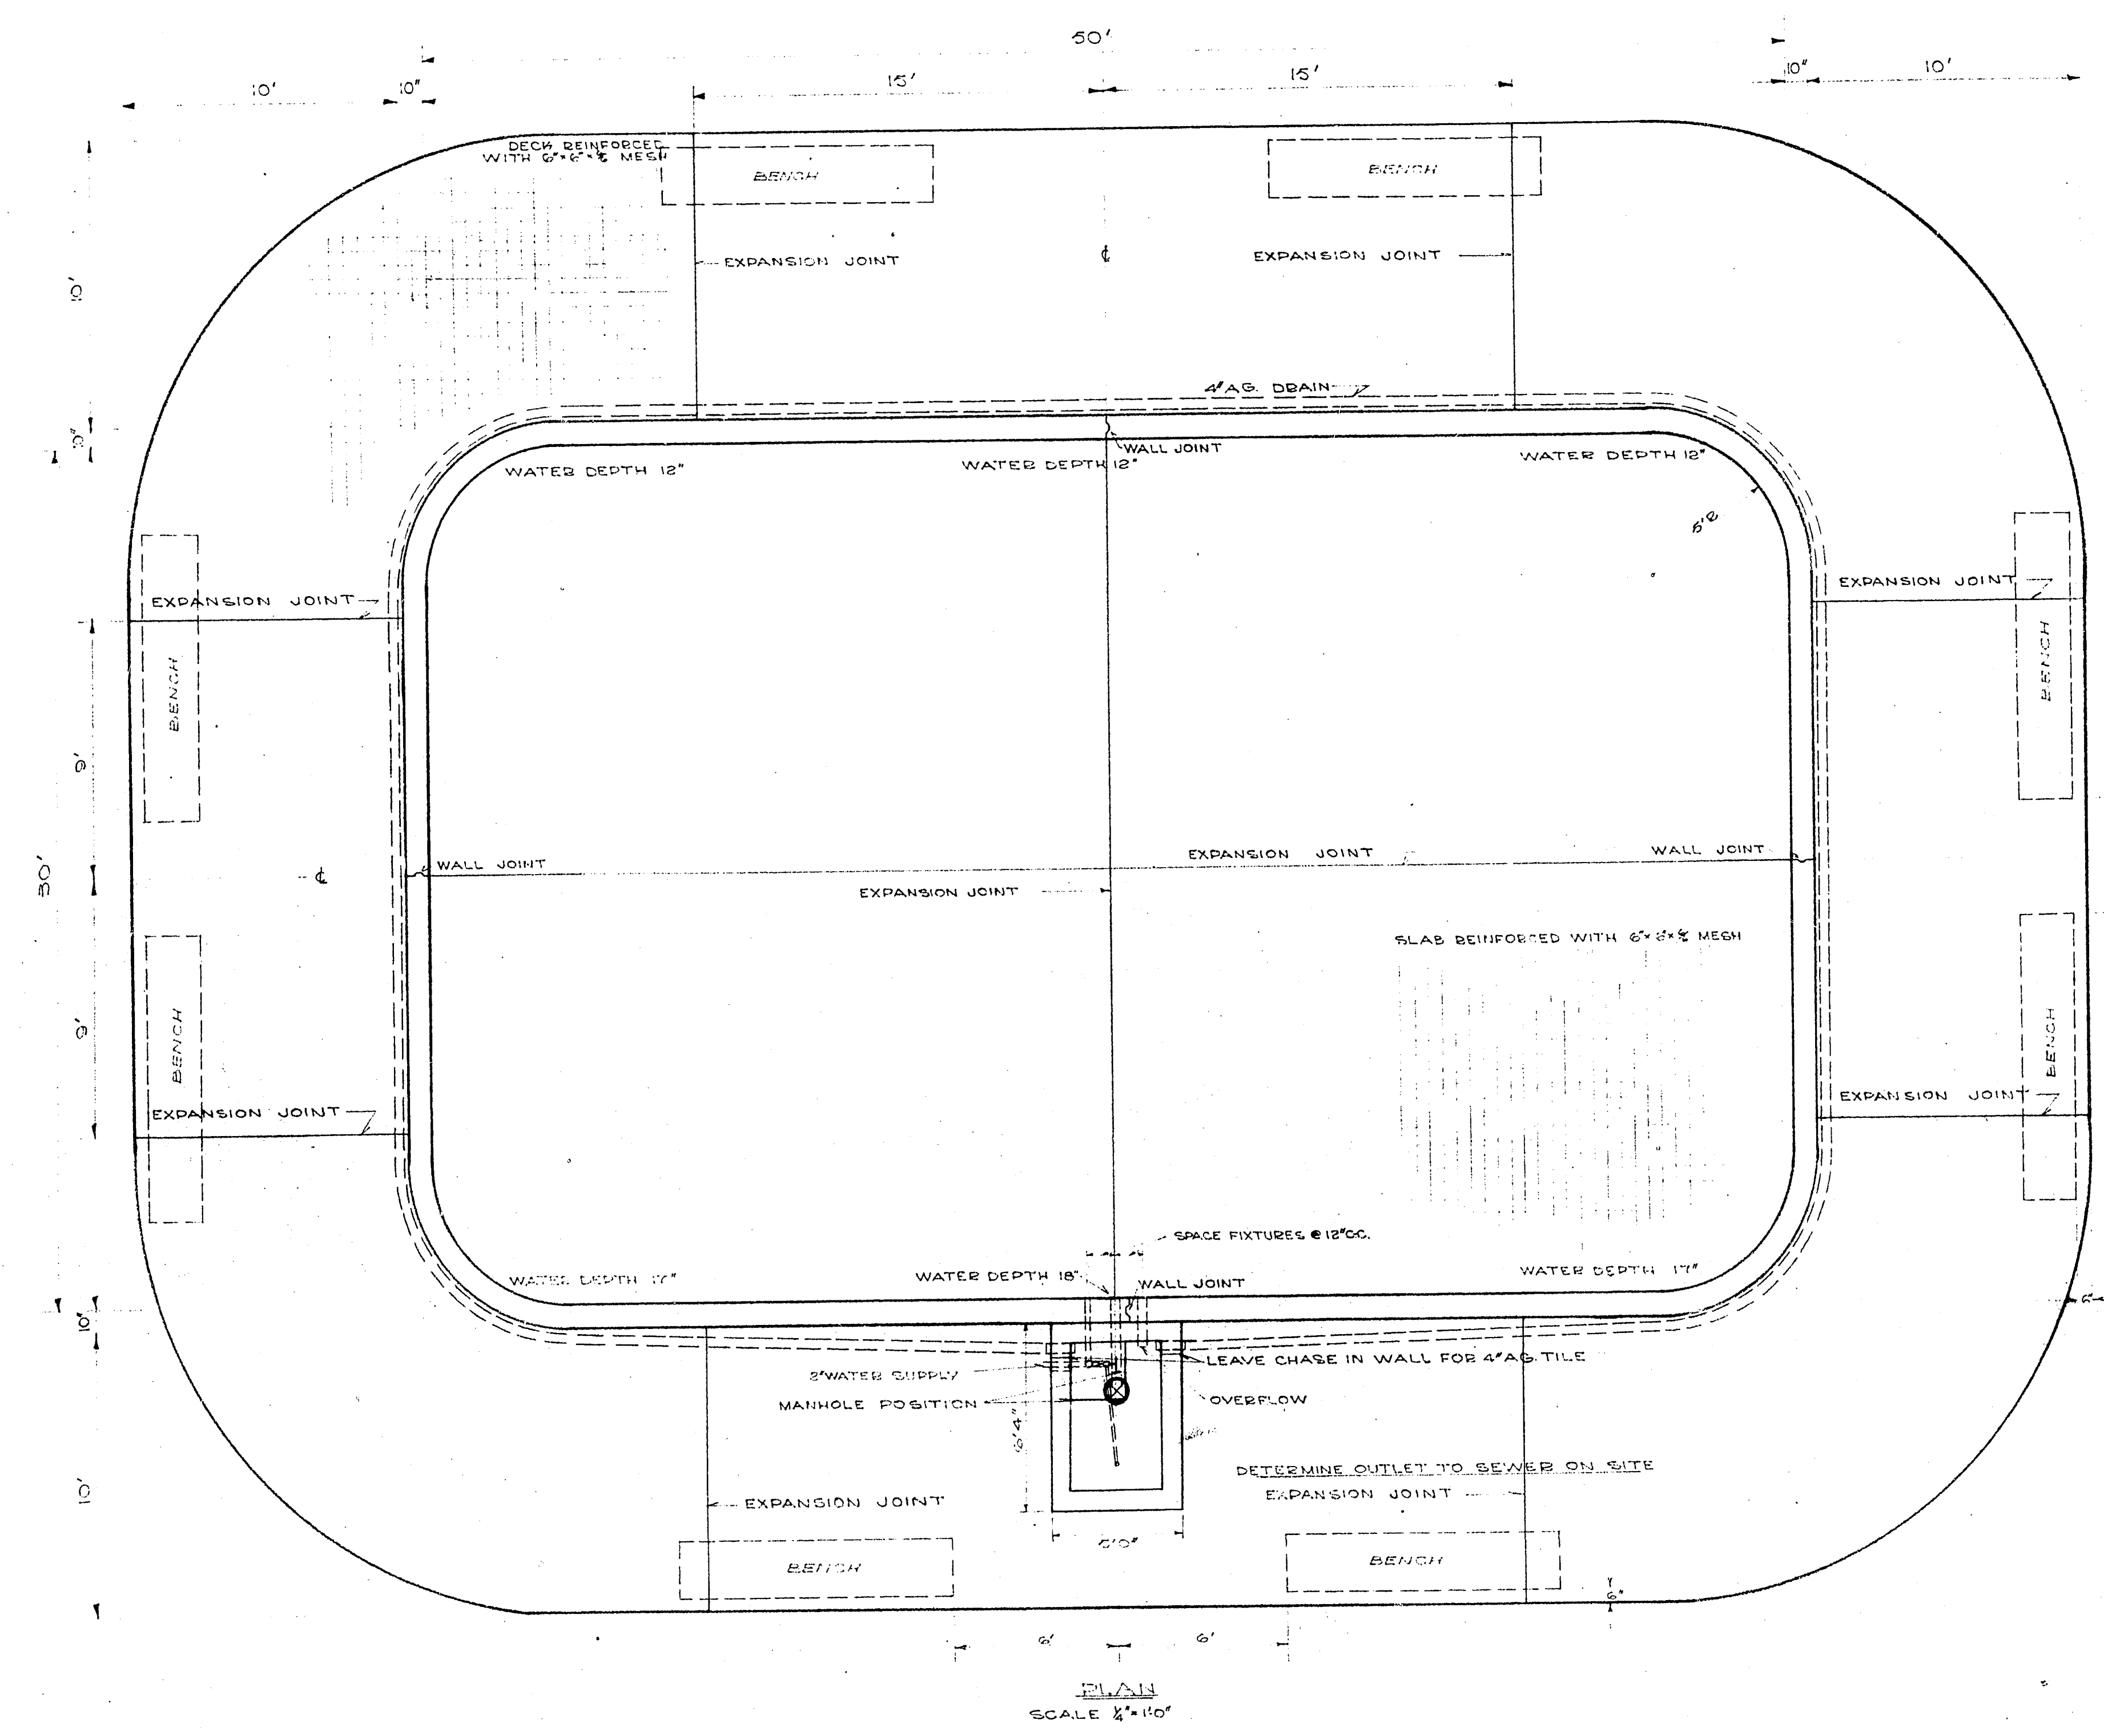 50'
10'
10"
15'
15'
10"
10'
DECK REINFORCED
WITH 6"x6"x MESH
BENCH
BENCH
EXPANSION JOINT
℄
EXPANSION JOINT
10'
4" AG. DRAIN
10"
WALL JOINT
WATER DEPTH 12"
WATER DEPTH 12"
WATER DEPTH 12"
5'R
EXPANSION JOINT
EXPANSION JOINT
BENCH
BENCH
9'
30'
℄
WALL JOINT
EXPANSION JOINT
WALL JOINT
EXPANSION JOINT
SLAB REINFORCED WITH 6"x6"x MESH
9'
BENCH
BENCH
EXPANSION JOINT
EXPANSION JOINT
SPACE FIXTURES @ 12"C.C.
WATER DEPTH 17"
WATER DEPTH 18"
WALL JOINT
WATER DEPTH 17"
10"
6"
2" WATER SUPPLY
LEAVE CHASE IN WALL FOR 4" AG. TILE
MANHOLE POSITION
OVERFLOW
6'4"
10'
DETERMINE OUTLET TO SEWER ON SITE
EXPANSION JOINT
EXPANSION JOINT
5'0"
BENCH
BENCH
6"
6'
6'
PLAN
SCALE ¼"=1'0"